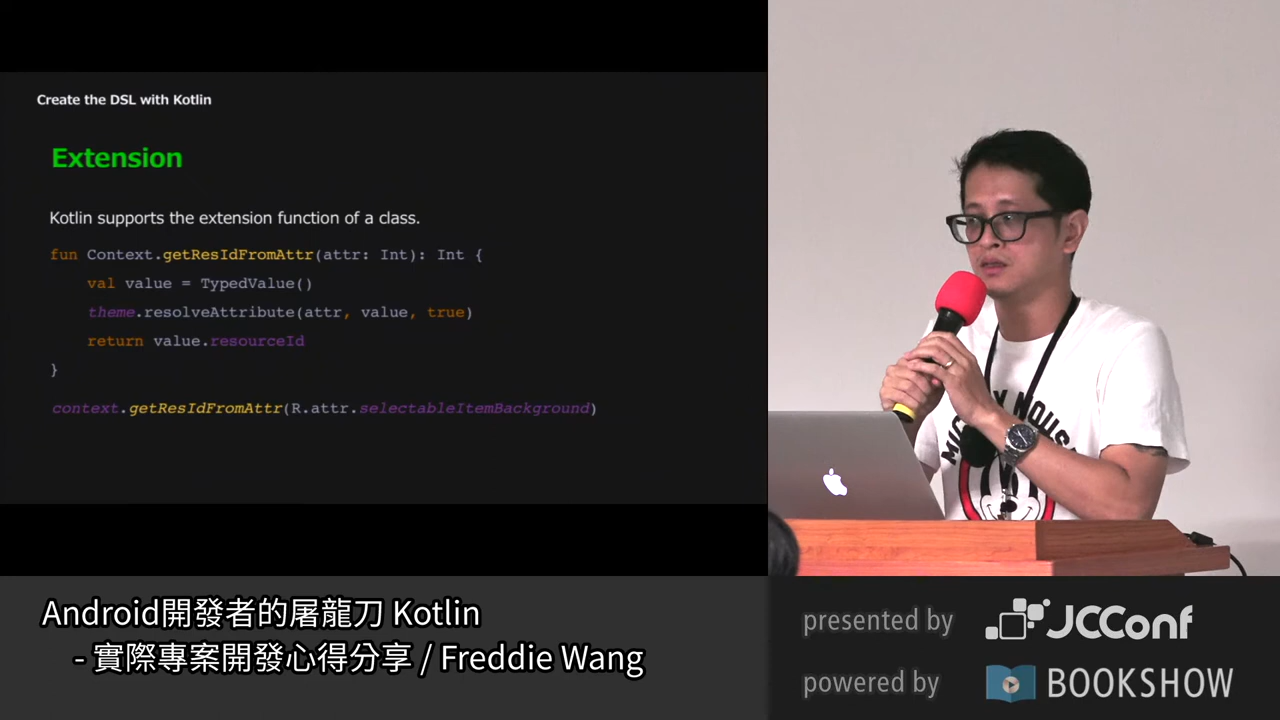 Create the DSL with Kotlin
Extension
Kotlin supports the extension function of a class.
fun Context.getResIdFromAttr(attr: Int): Int {
val value = TypedValue()
theme.resolveAttribute(attr, value, true)
return value.resourceId
}
context.getResIdFromAttr(R.attr.selectableItemBackground)
Android開發者的屠龍刀 Kotlin
- 實際專案開發心得分享 / Freddie Wang
presented by JCConf
powered by BOOKSHOW